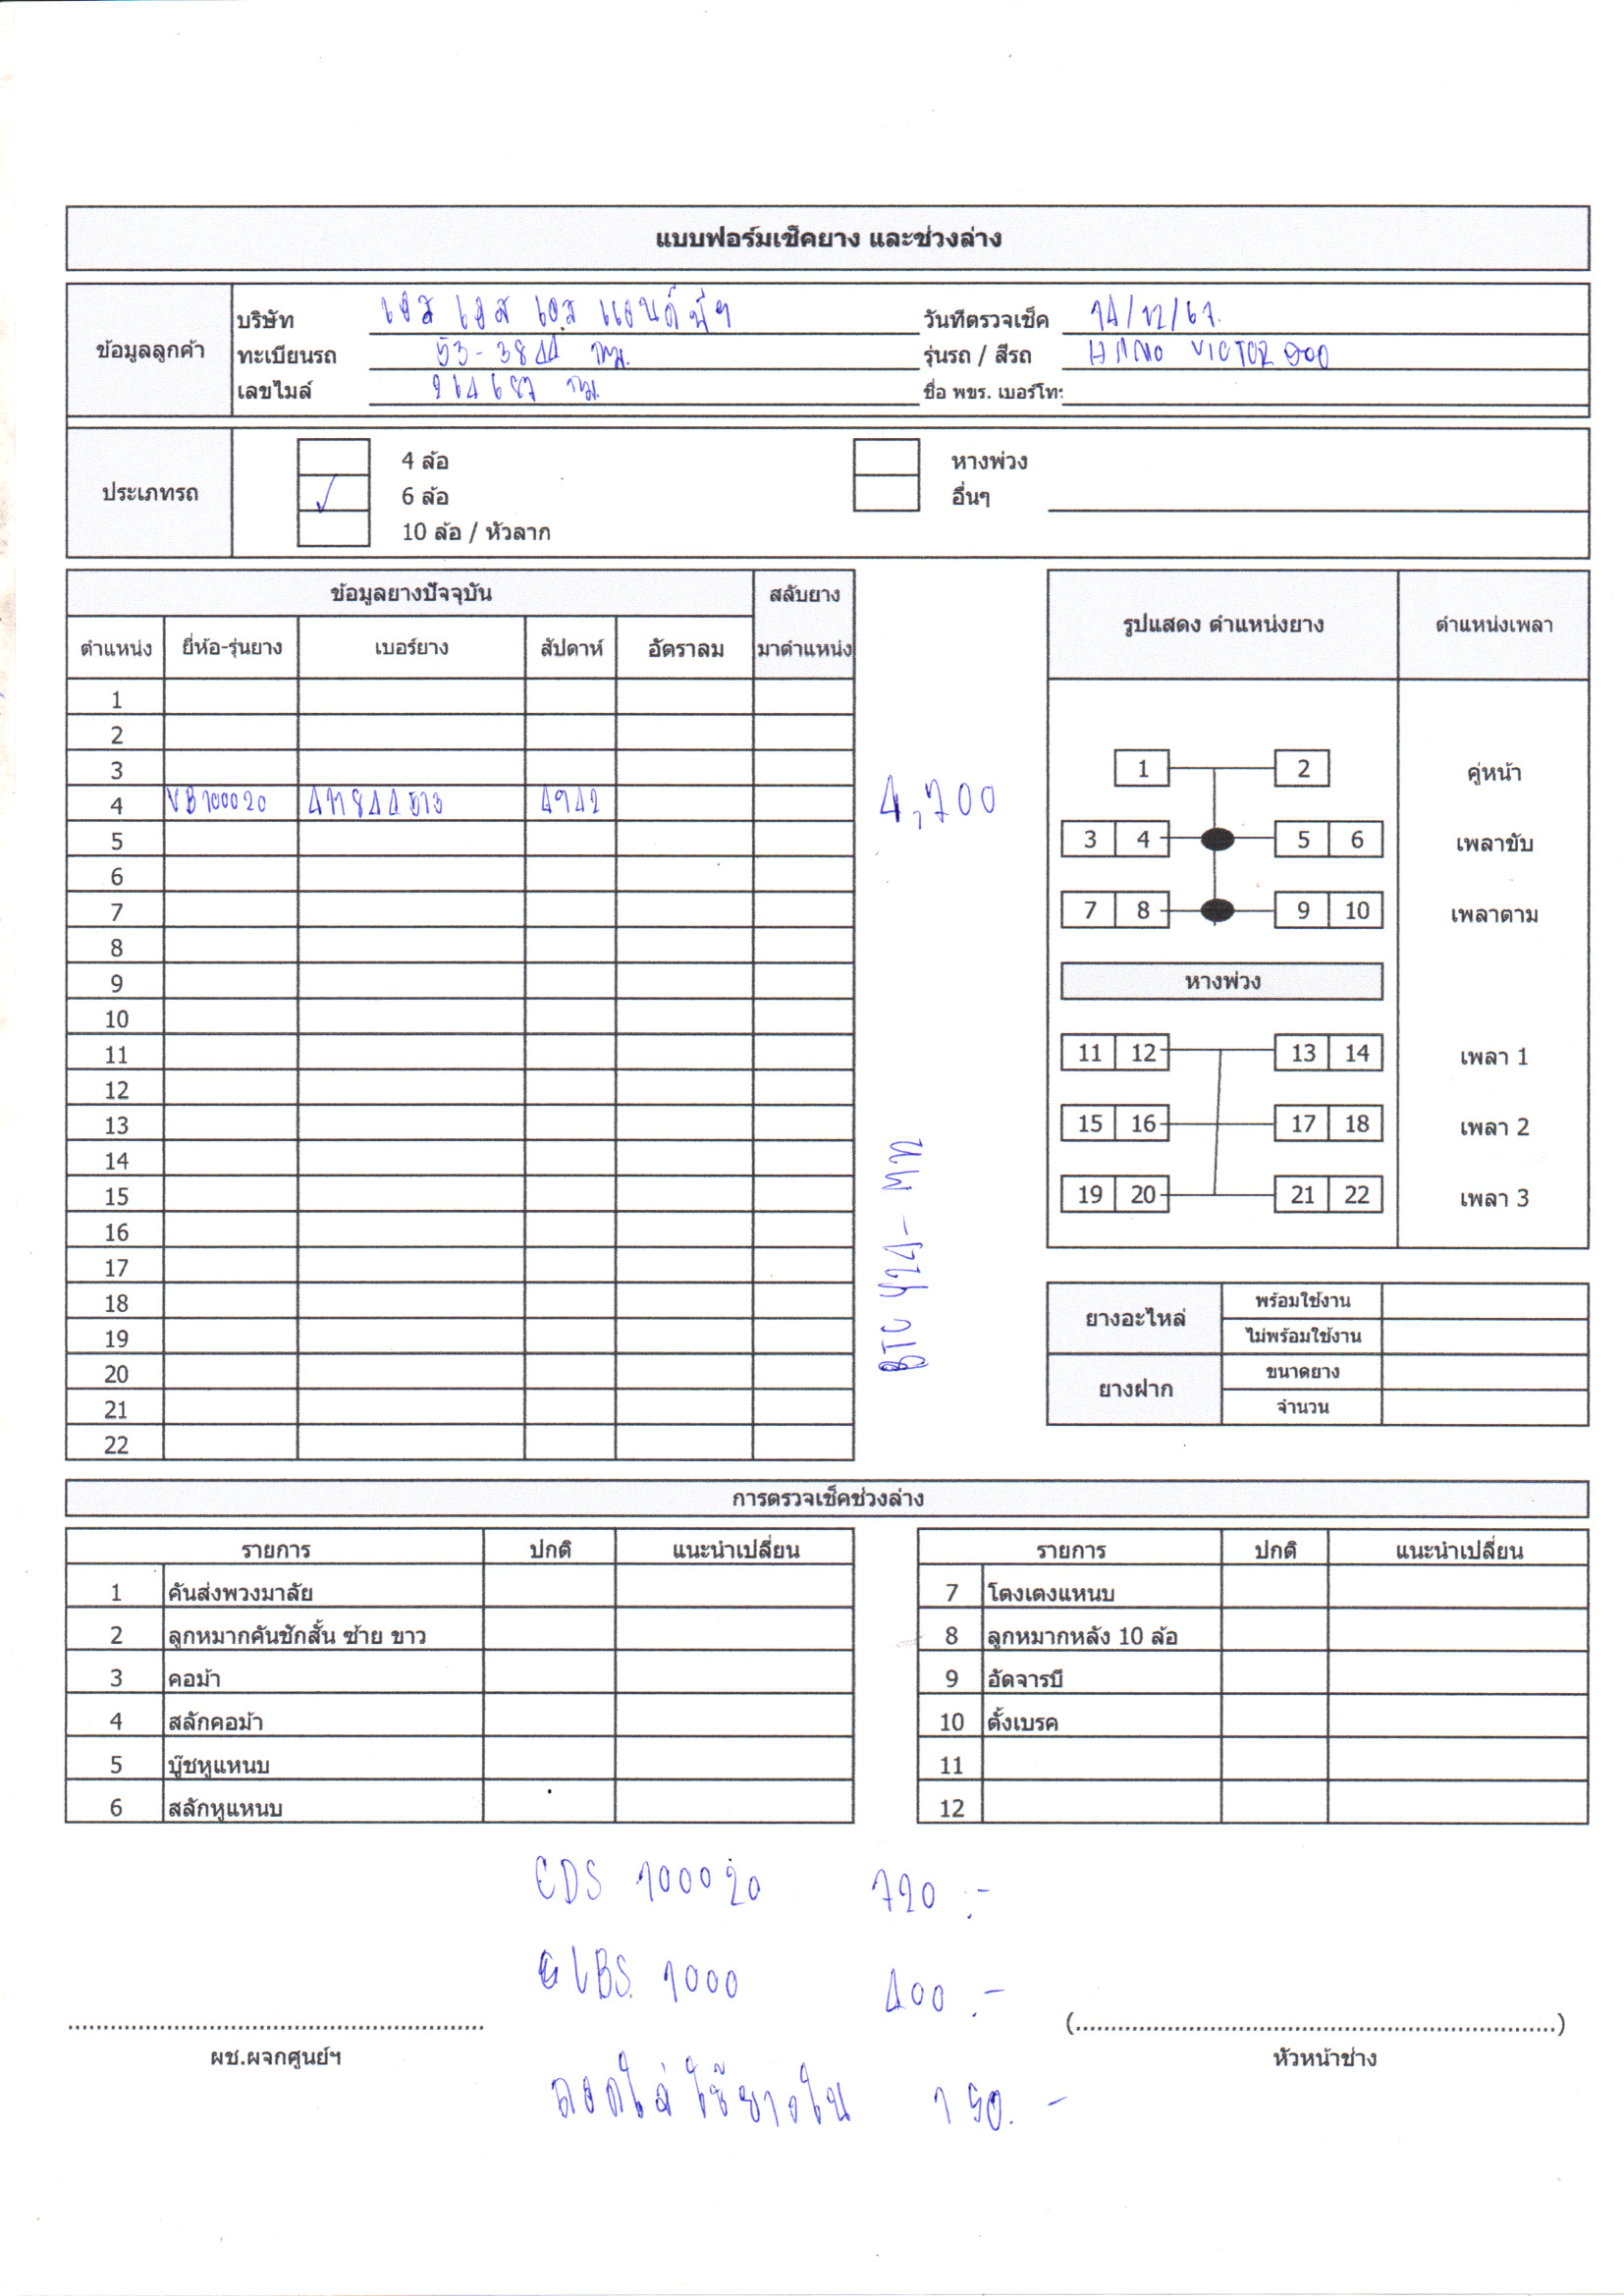 แบบฟอร์มเช็คยาง และช่วงล่าง
ข้อมูลลูกค้า
บริษัท เอส เอส เอส แอนด์ พีฯ
วันที่ตรวจเช็ค 14/12/67.
ทะเบียนรถ 53-3844 กม.
รุ่นรถ / สีรถ HINO VICTOR 500
เลขไมล์ 264687 กม.
ชื่อ พขร. เบอร์โทร
ประเภทรถ
4 ล้อ หางพ่วง
✓ 6 ล้อ อื่นๆ
10 ล้อ / หัวลาก
ข้อมูลยางปัจจุบัน สลับยาง
ตำแหน่ง ยี่ห้อ-รุ่นยาง เบอร์ยาง สัปดาห์ อัตราลม มาตำแหน่ง
1
2
3
4 VB100020 411844513 4942 4,700
5
6
7
8
9
10
11
12
13
14
15
16
17
18
19
20
21
22
รูปแสดง ตำแหน่งยาง ตำแหน่งเพลา
1 2 คู่หน้า
3 4 5 6 เพลาขับ
7 8 9 10 เพลาตาม
หางพ่วง
11 12 13 14 เพลา 1
15 16 17 18 เพลา 2
19 20 21 22 เพลา 3
ยางอะไหล่ พร้อมใช้งาน
ไม่พร้อมใช้งาน
ยางฝาก ขนาดยาง
จำนวน
การตรวจเช็คช่วงล่าง
รายการ ปกติ แนะนำเปลี่ยน รายการ ปกติ แนะนำเปลี่ยน
1 คันส่งพวงมาลัย 7 โตงเตงแหนบ
2 ลูกหมากคันชักสั้น ซ้าย ขาว 8 ลูกหมากหลัง 10 ล้อ
3 คอม้า 9 อัดจารบี
4 สลักคอม้า 10 ตั้งเบรค
5 บู๊ชหูแหนบ 11
6 สลักหูแหนบ 12
CDS 100020 720.-
LBS. 1000 400.-
(........................................)
ผช.ผจกศูนย์ฯ หัวหน้าช่าง
ถอดใส่ใช้ยางใน 150.-